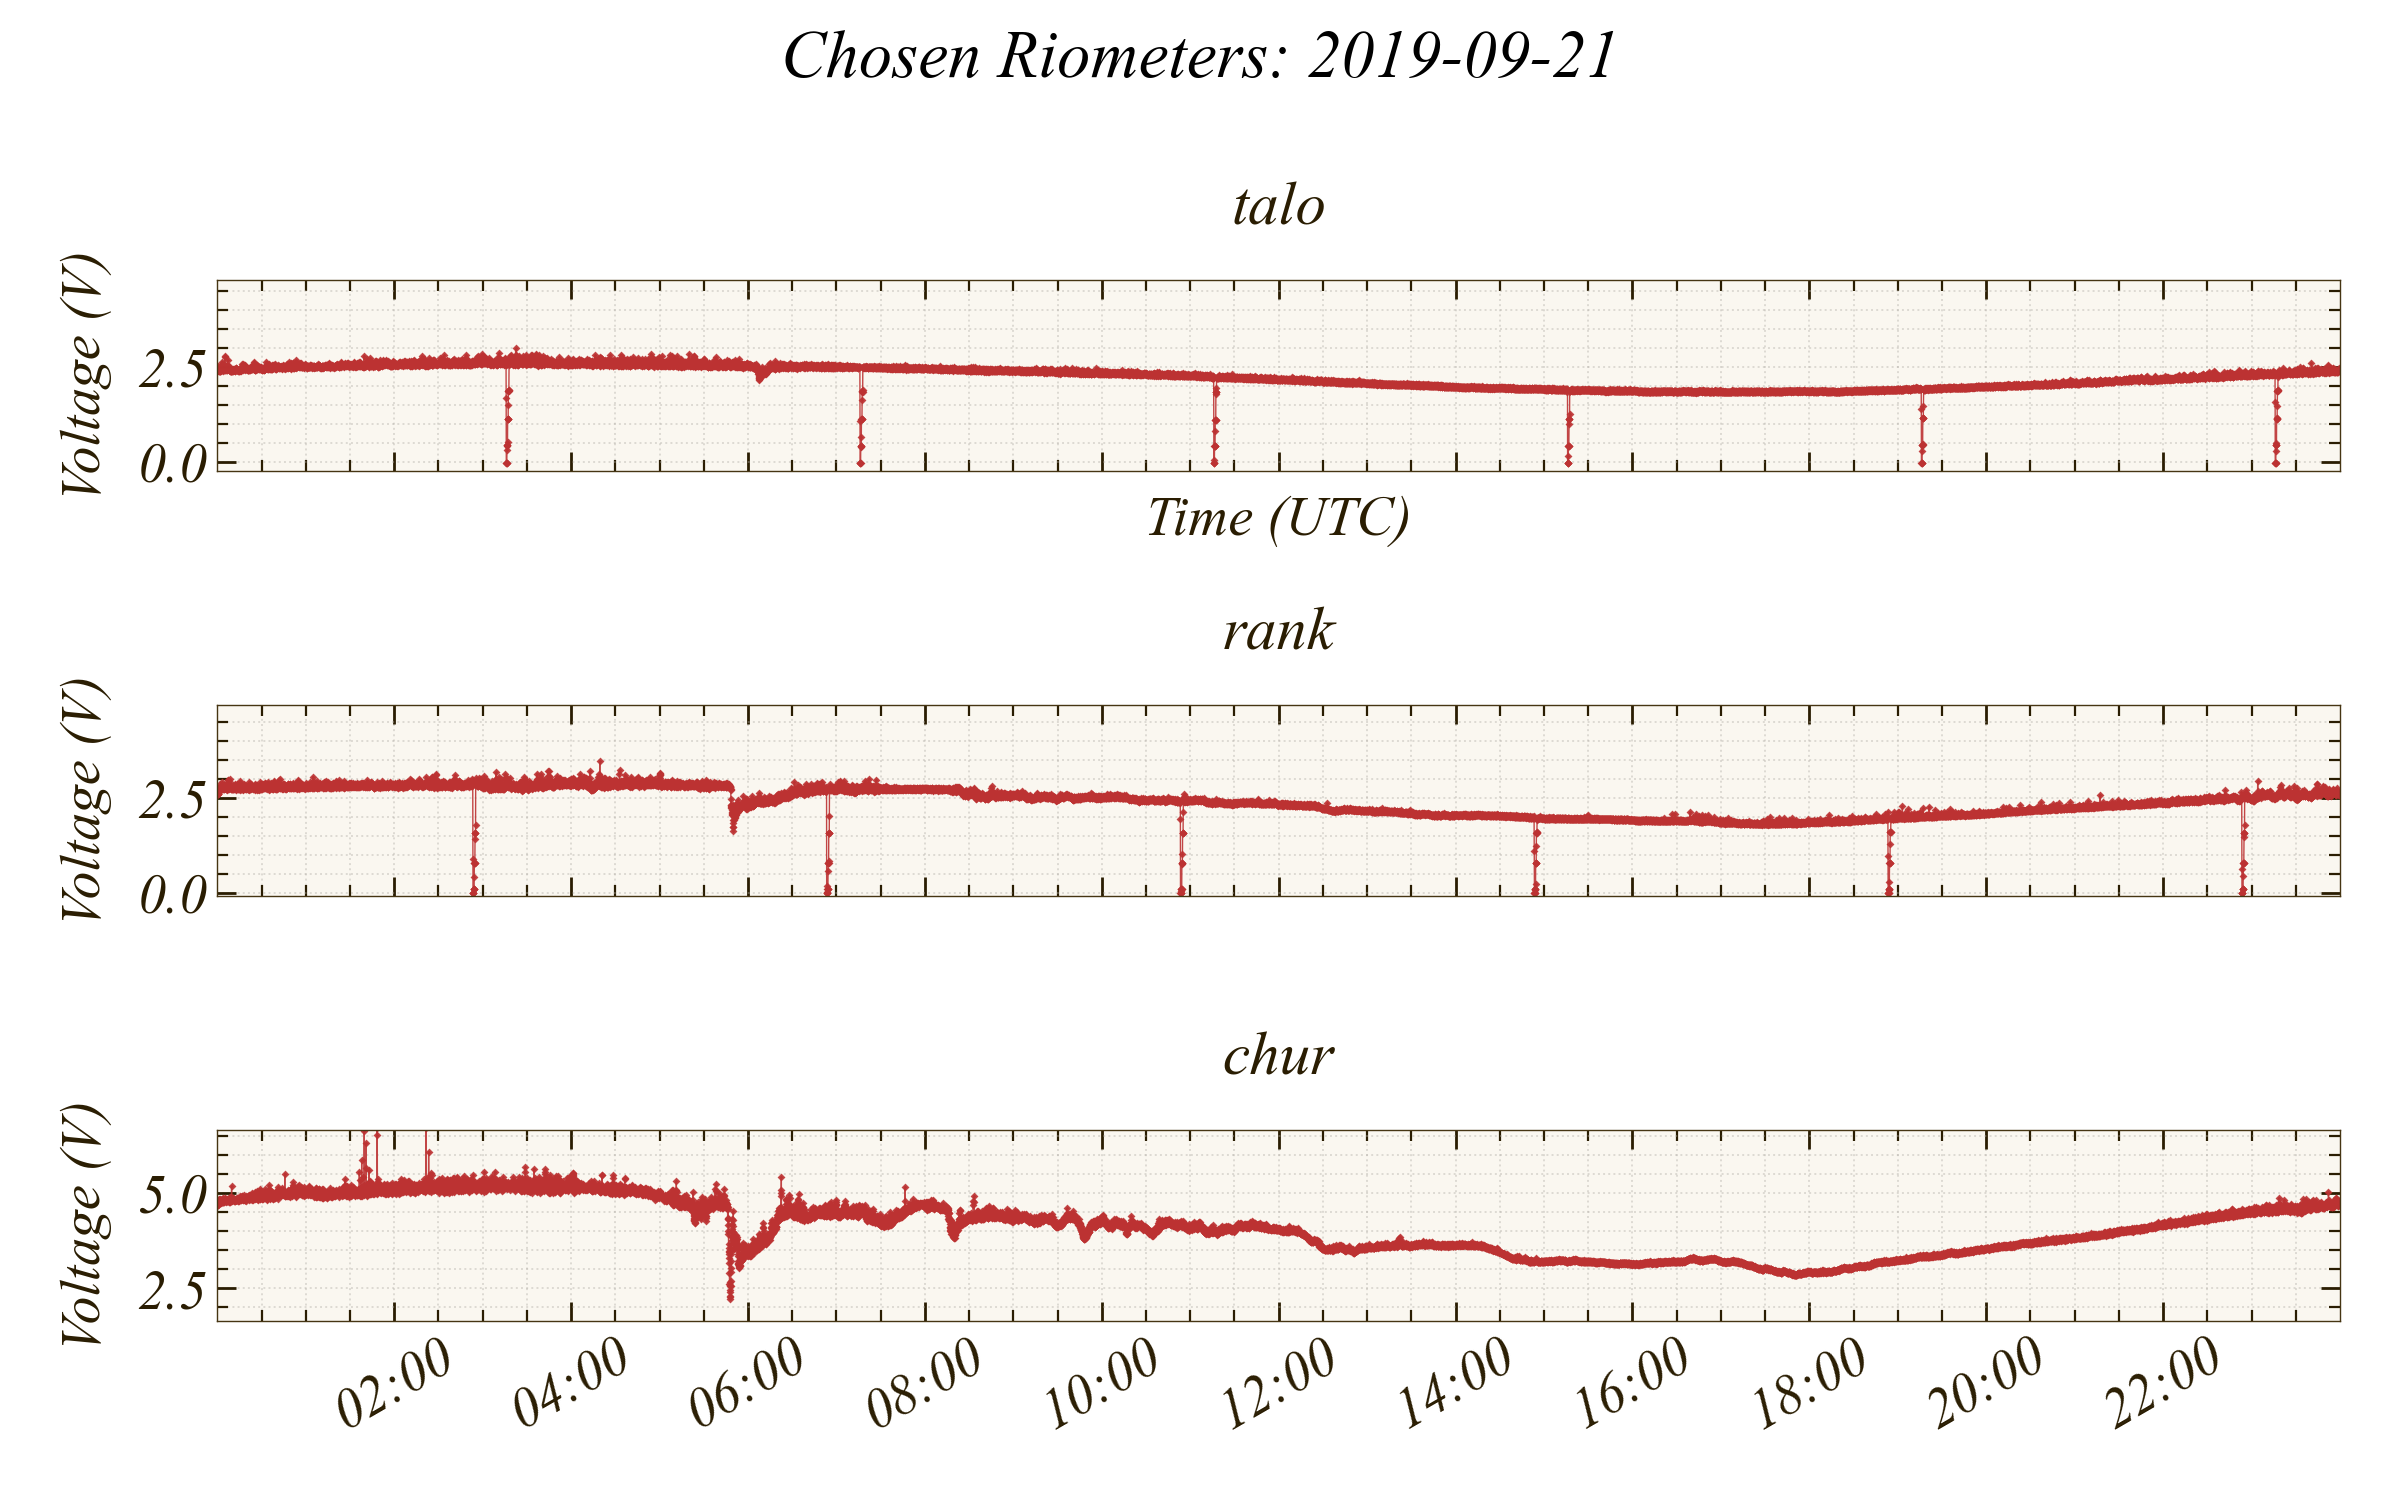 Chosen Riometers: 2019-09-21
talo
Voltage (V)
2.5
0.0
Time (UTC)
rank
Voltage (V)
2.5
0.0
chur
Voltage (V)
5.0
2.5
02:00 04:00 06:00 08:00 10:00 12:00 14:00 16:00 18:00 20:00 22:00